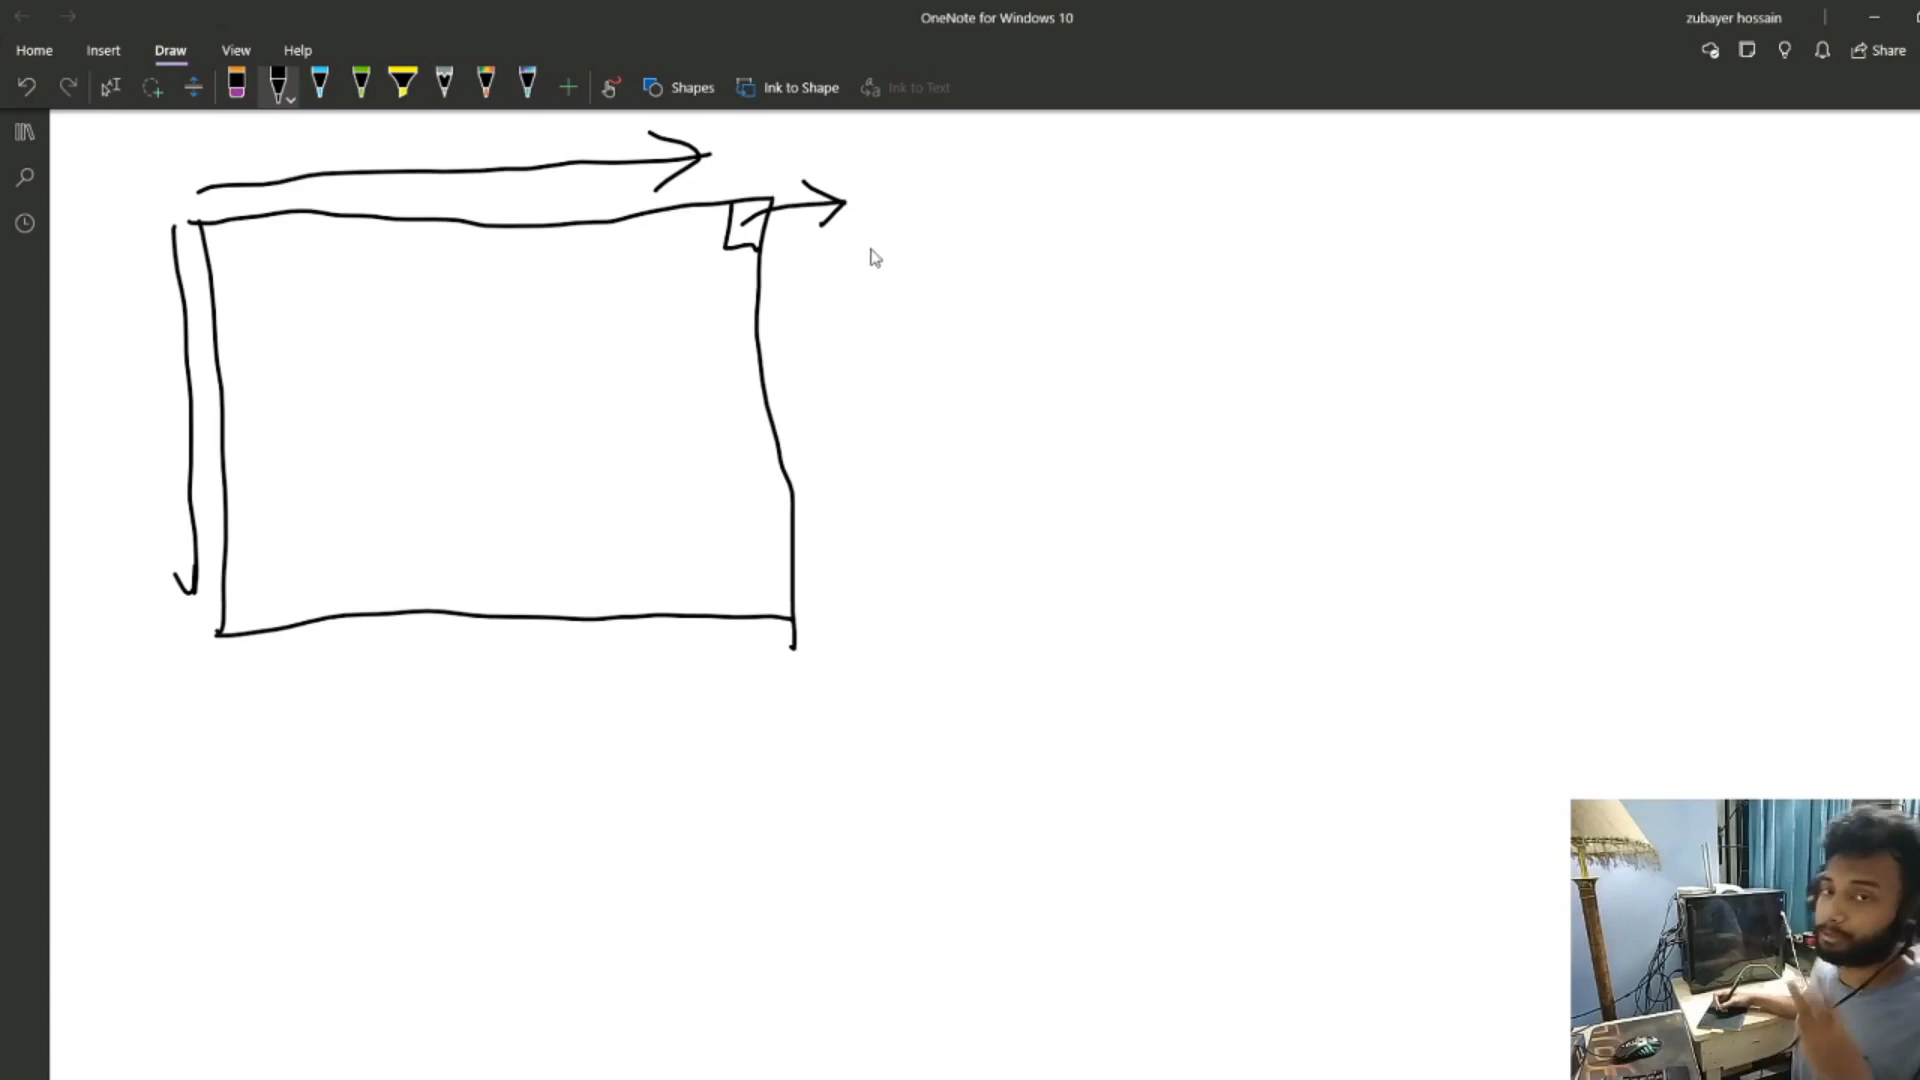 OneNote for Windows 10
zubayer hossain
Home Insert Draw View Help
Share
Shapes Ink to Shape Ink to Text